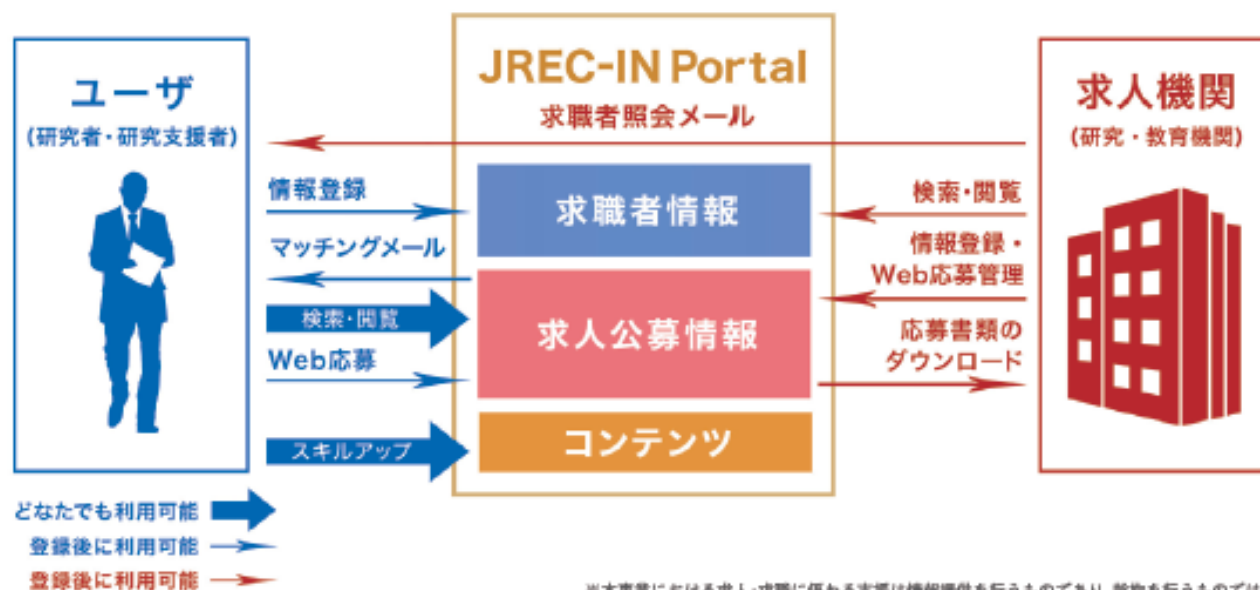 JREC-IN Portal
求職者照会メール
ユーザ
(研究者・研究支援者)
情報登録
マッチングメール
検索・閲覧
Web応募
スキルアップ
求職者情報
求人公募情報
コンテンツ
求人機関
(研究・教育機関)
検索・閲覧
情報登録・
Web応募管理
応募書類の
ダウンロード
どなたでも利用可能
登録後に利用可能
登録後に利用可能